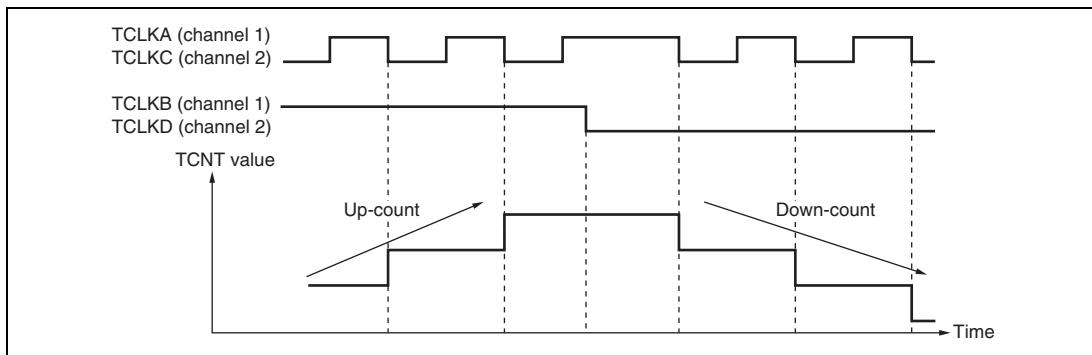 TCLKA (channel 1)
TCLKC (channel 2)
TCLKB (channel 1)
TCLKD (channel 2)
TCNT value
Up-count
Down-count
Time